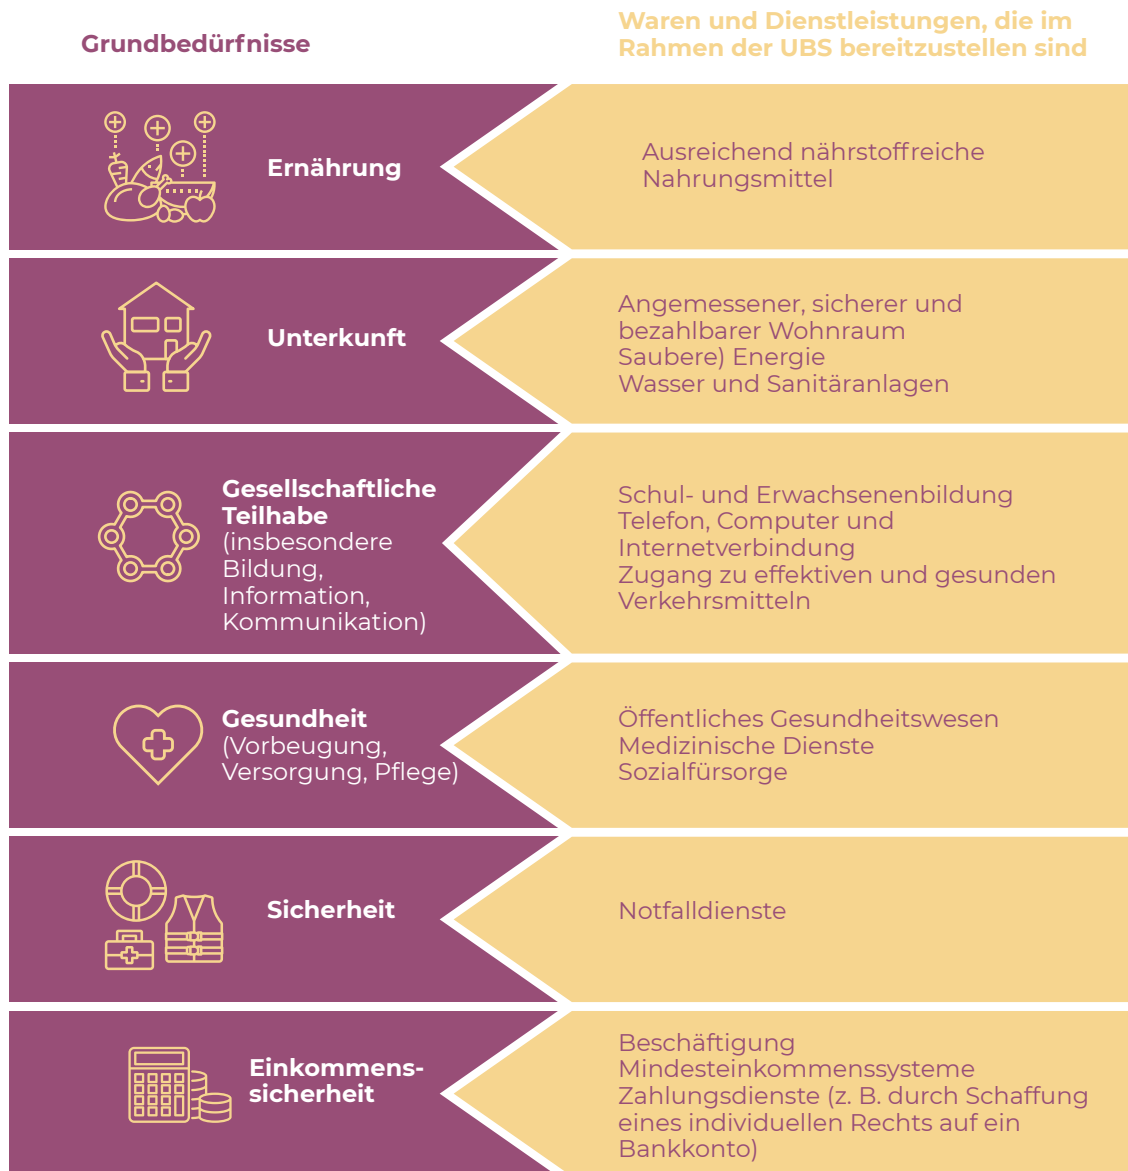 Grundbedürfnisse
Waren und Dienstleistungen, die im
Rahmen der UBS bereitzustellen sind
Ernährung
Ausreichend nährstoffreiche
Nahrungsmittel
Unterkunft
Angemessener, sicherer und
bezahlbarer Wohnraum
Saubere) Energie
Wasser und Sanitäranlagen
Gesellschaftliche
Teilhabe
(insbesondere
Bildung,
Information,
Kommunikation)
Schul- und Erwachsenenbildung
Telefon, Computer und
Internetverbindung
Zugang zu effektiven und gesunden
Verkehrsmitteln
Gesundheit
(Vorbeugung,
Versorgung, Pflege)
Öffentliches Gesundheitswesen
Medizinische Dienste
Sozialfürsorge
Sicherheit
Notfalldienste
Einkommens-
sicherheit
Beschäftigung
Mindesteinkommenssysteme
Zahlungsdienste (z. B. durch Schaffung
eines individuellen Rechts auf ein
Bankkonto)